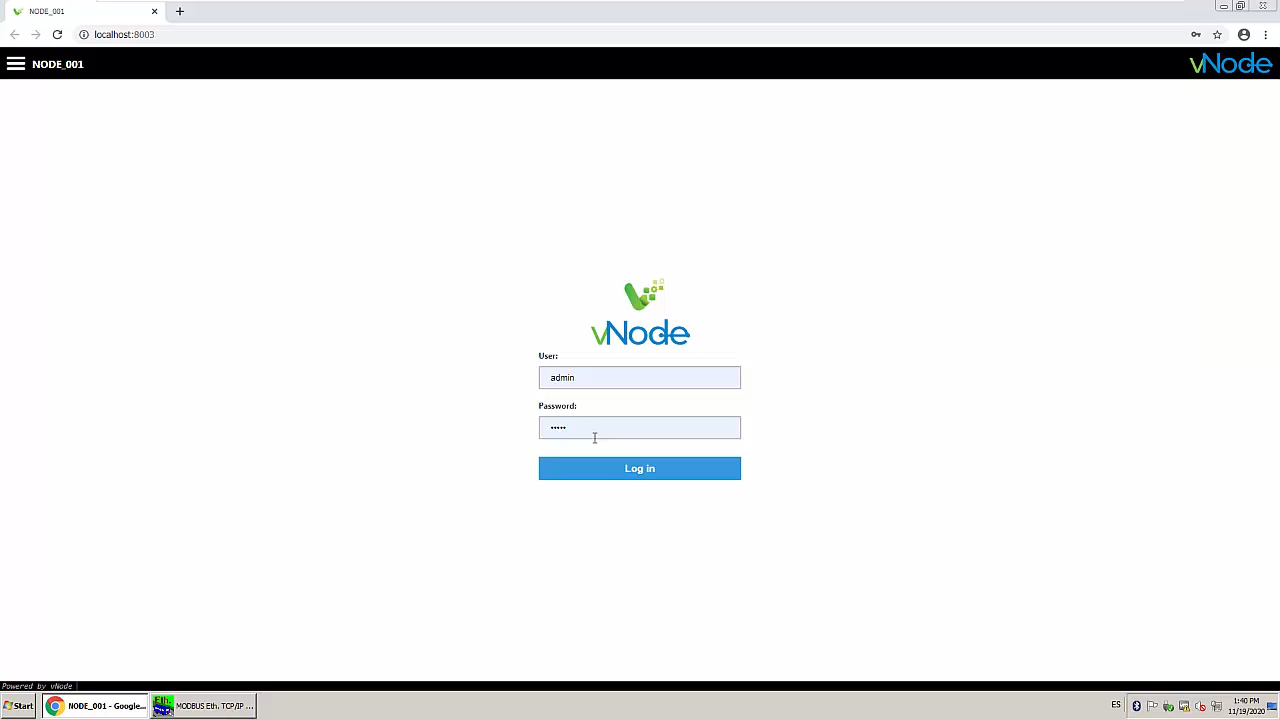 NODE_001
localhost:8003
NODE_001
vNode
vNode
User:
admin
Password:
•••••
Log in
Powered by vNode |
Start
NODE_001 - Google...
Eth.
MODBUS Eth. TCP/IP ...
ES
1:40 PM
11/19/2020